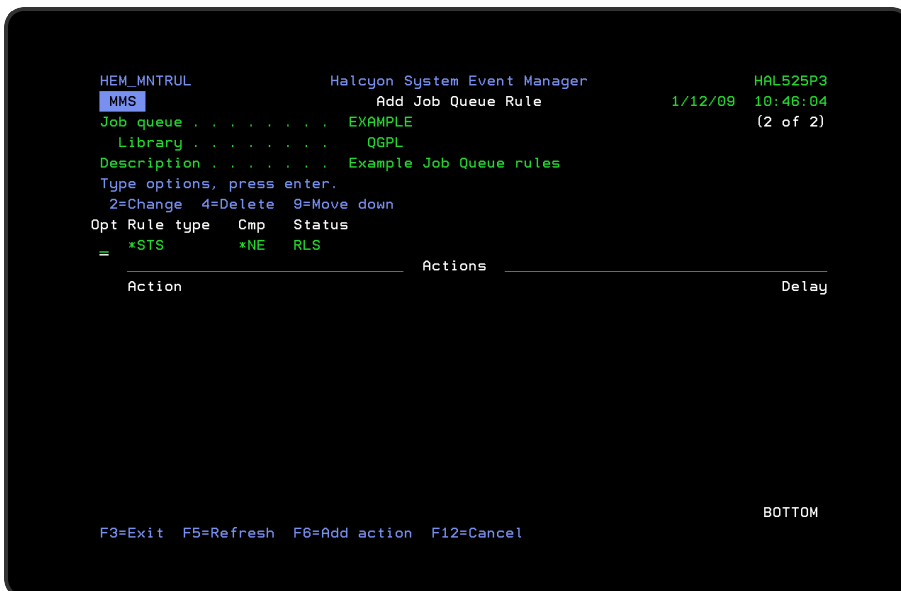 HEM_MNTRUL Halcyon System Event Manager HAL525P3
MMS Add Job Queue Rule 1/12/09 10:46:04
Job queue . . . . . . . . EXAMPLE (2 of 2)
Library . . . . . . . . QGPL
Description . . . . . . . Example Job Queue rules
Type options, press enter.
2=Change 4=Delete 9=Move down
Opt Rule type Cmp Status
_ *STS *NE RLS
Actions
Action Delay
BOTTOM
F3=Exit F5=Refresh F6=Add action F12=Cancel